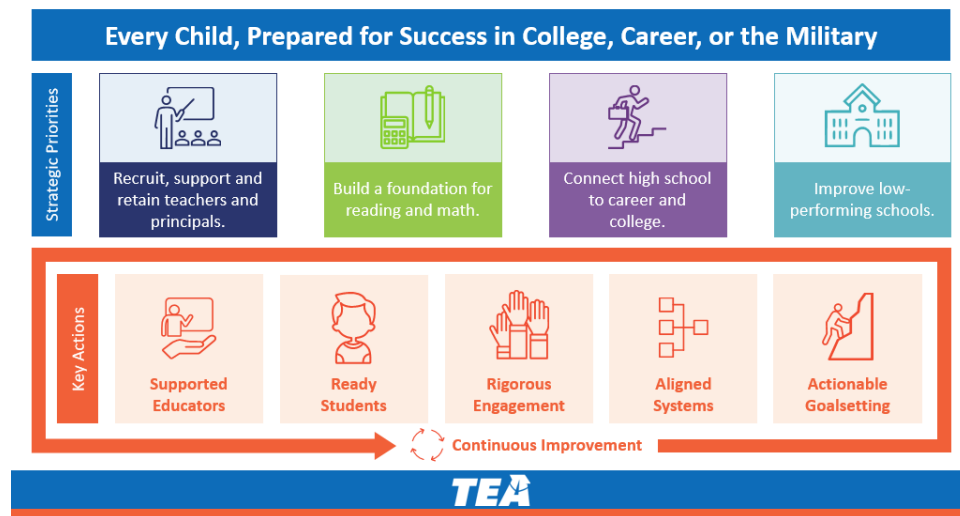 Every Child, Prepared for Success in College, Career, or the Military
Strategic Priorities
Recruit, support and
retain teachers and
principals.
Build a foundation for
reading and math.
Connect high school
to career and
college.
Improve low-
performing schools.
Key Actions
Supported
Educators
Ready
Students
Rigorous
Engagement
Aligned
Systems
Actionable
Goalsetting
Continuous Improvement
TEA